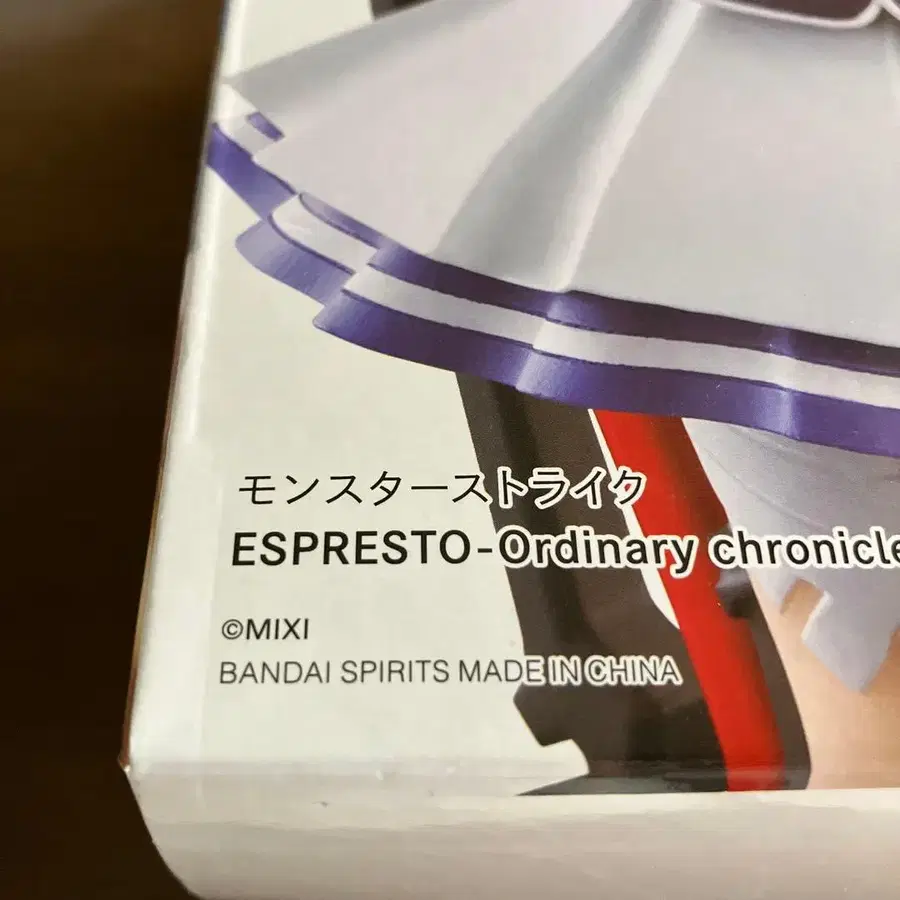 モンスターストライク
ESPRESTO-Ordinary chronicle
©MIXI
BANDAI SPIRITS MADE IN CHINA